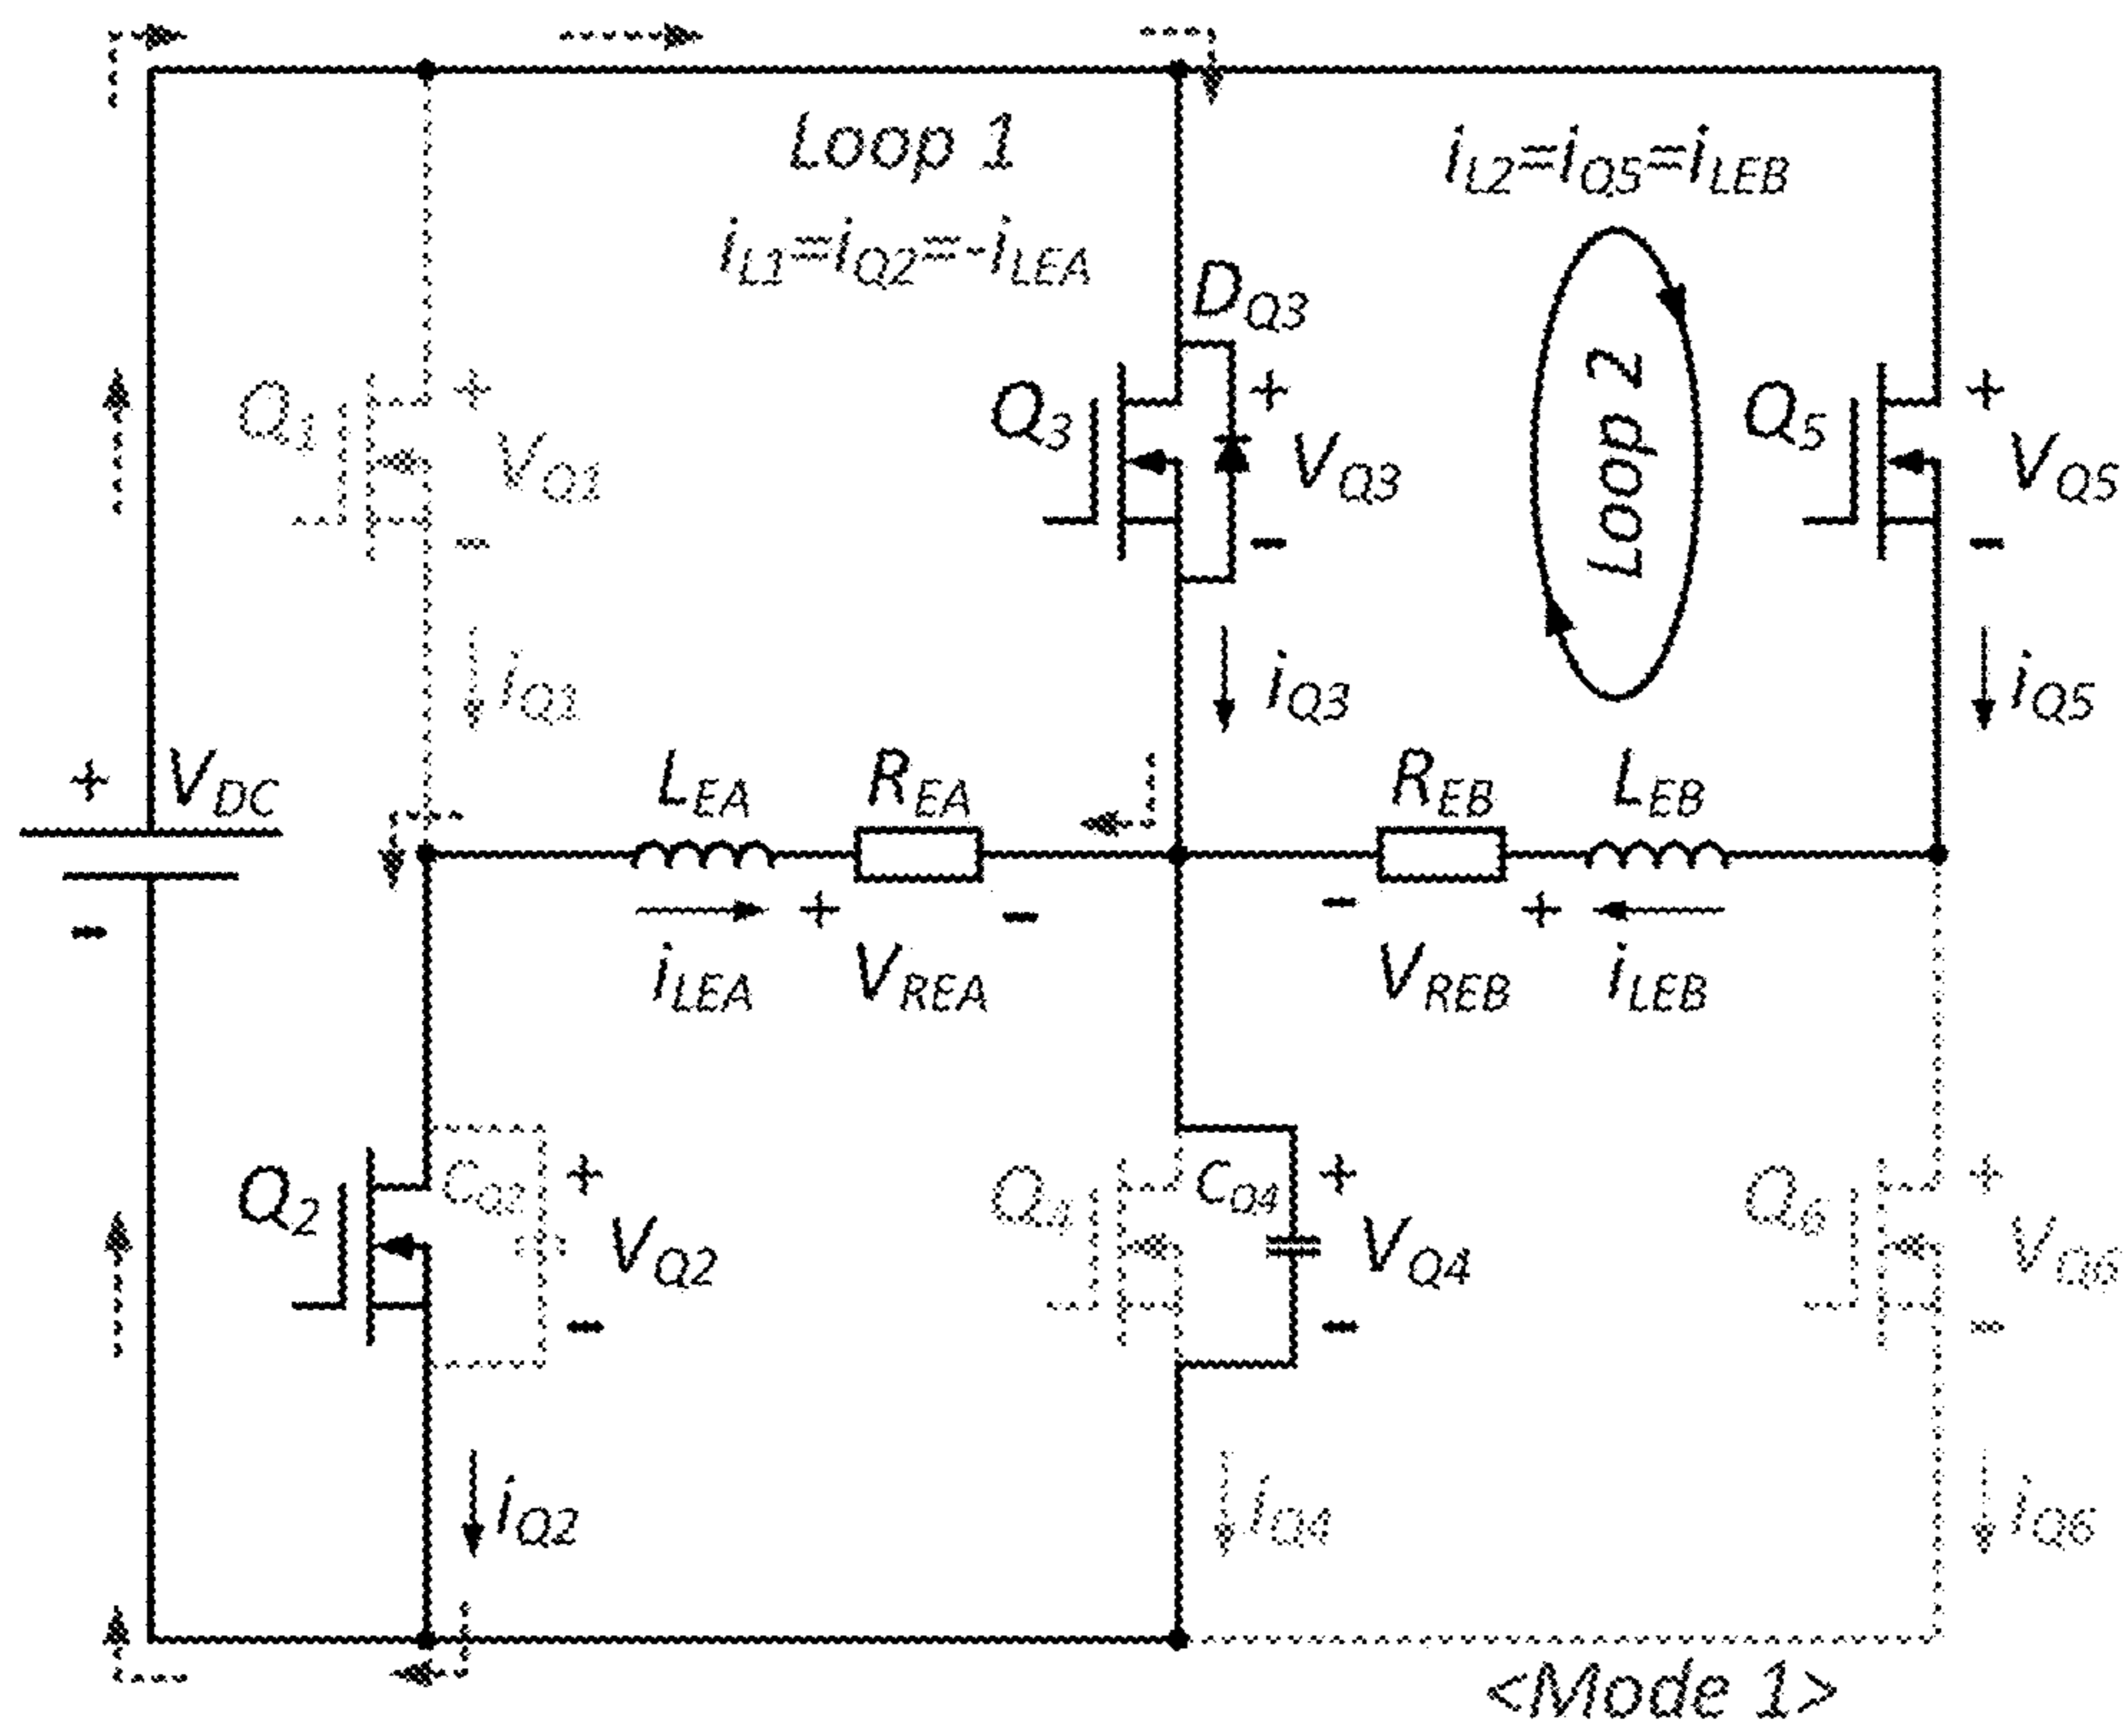 Loop 1
iL1=iQ2=-iLEA
iL2=iQ5=iLEB
DQ3
Loop 2
Q1
+
VQ1
-
Q3
+
VQ3
-
Q5
+
VQ5
-
iQ1
iQ3
iQ5
+
VDC
-
LEA
REA
REB
LEB
+
-
-
+
iLEA
VREA
VREB
iLEB
Q2
CQ2
+
VQ2
-
Q4
CQ4
+
VQ4
-
Q6
+
VQ6
-
iQ2
iQ4
iQ6
<Mode 1>